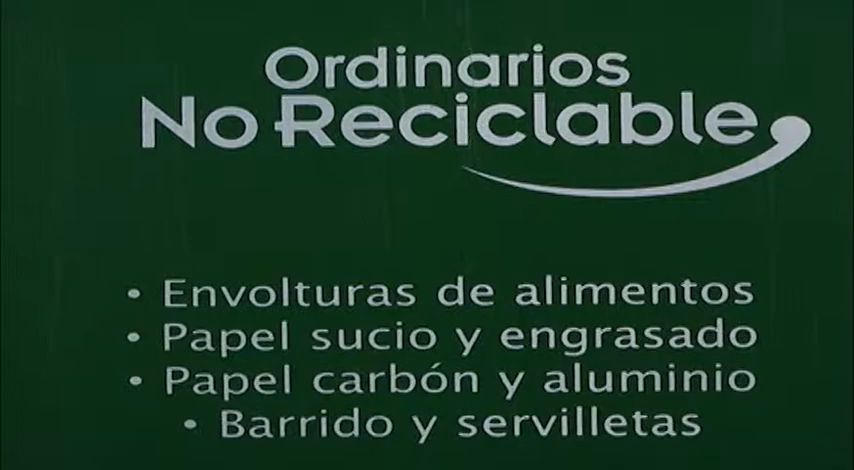 Ordinarios
No Reciclable
• Envolturas de alimentos
• Papel sucio y engrasado
• Papel carbón y aluminio
• Barrido y servilletas